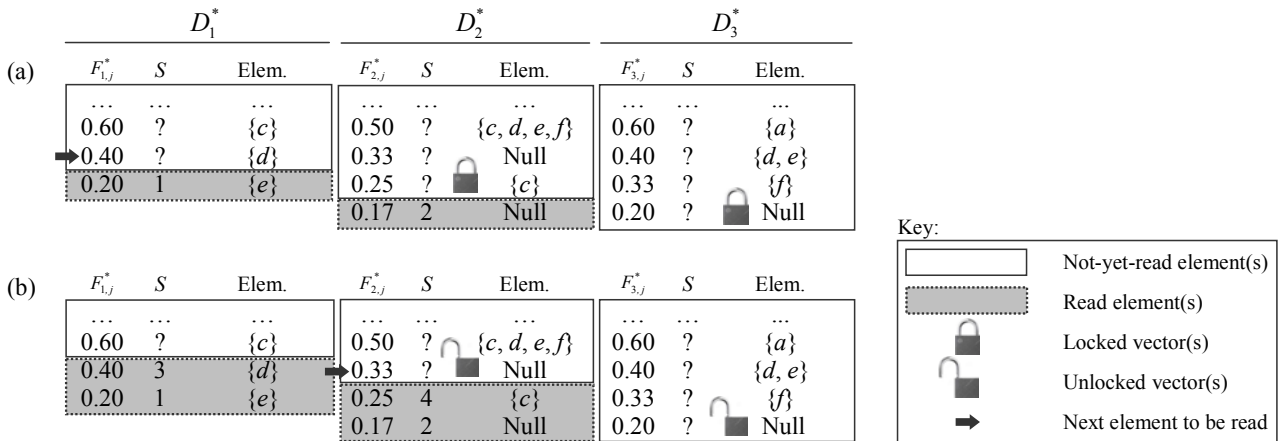 D*1 D*2 D*3
(a)
F*1,j S Elem. F*2,j S Elem. F*3,j S Elem.
… … … … … … … … ...
0.60 ? {c} 0.50 ? {c, d, e, f} 0.60 ? {a}
0.40 ? {d} 0.33 ? Null 0.40 ? {d, e}
0.20 1 {e} 0.25 ? {c} 0.33 ? {f}
0.17 2 Null 0.20 ? Null
(b)
F*1,j S Elem. F*2,j S Elem. F*3,j S Elem.
… … … … … … … … ...
0.60 ? {c} 0.50 ? {c, d, e, f} 0.60 ? {a}
0.40 3 {d} 0.33 ? Null 0.40 ? {d, e}
0.20 1 {e} 0.25 4 {c} 0.33 ? {f}
0.17 2 Null 0.20 ? Null
Key:
Not-yet-read element(s)
Read element(s)
Locked vector(s)
Unlocked vector(s)
Next element to be read